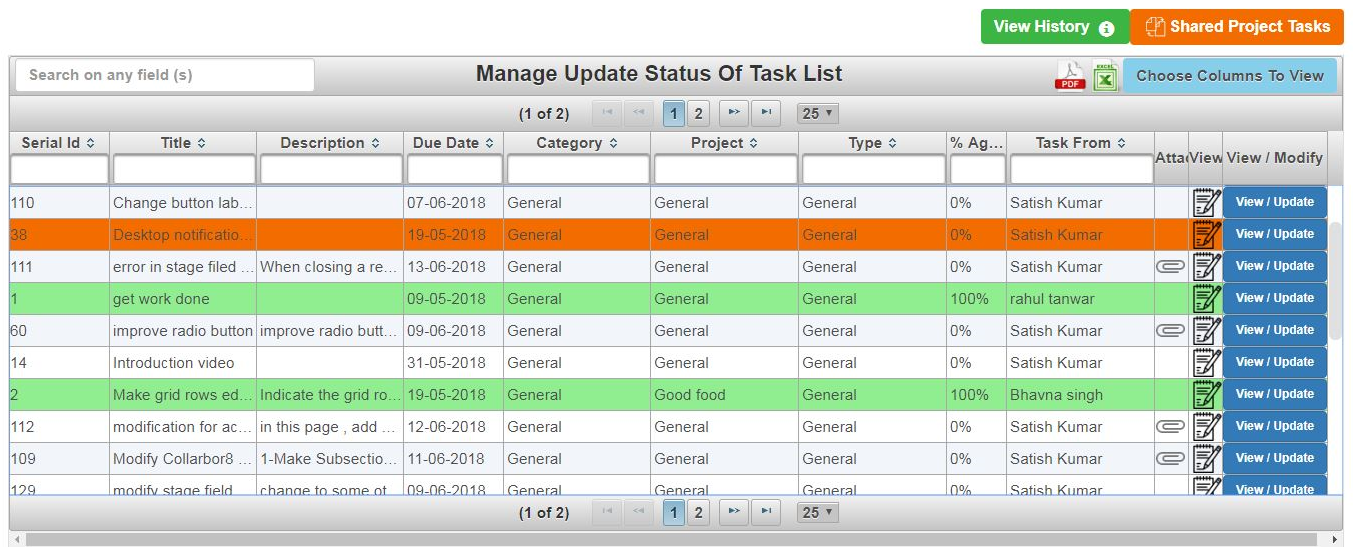 View History Shared Project Tasks
Search on any field (s) Manage Update Status Of Task List PDF EXCEL Choose Columns To View
(1 of 2) 1 2 25
Serial Id Title Description Due Date Category Project Type % Ag... Task From Attac View View / Modify
110 Change button lab... 07-06-2018 General General General 0% Satish Kumar View / Update
38 Desktop notificatio... 19-05-2018 General General General 0% Satish Kumar View / Update
111 error in stage filed ... When closing a re... 13-06-2018 General General General 0% Satish Kumar View / Update
1 get work done 09-05-2018 General General General 100% rahul tanwar View / Update
60 improve radio button improve radio butt... 09-06-2018 General General General 0% Satish Kumar View / Update
14 Introduction video 31-05-2018 General General General 0% Satish Kumar View / Update
2 Make grid rows ed... Indicate the grid ro... 19-05-2018 General Good food General 100% Bhavna singh View / Update
112 modification for ac... in this page , add ... 12-06-2018 General General General 0% Satish Kumar View / Update
109 Modify Collarbor8 ... 1-Make Subsectio... 11-06-2018 General General General 0% Satish Kumar View / Update
129 modify stage field change to some ot 09-06-2018 General General General 0% Satish Kumar View / Update
(1 of 2) 1 2 25